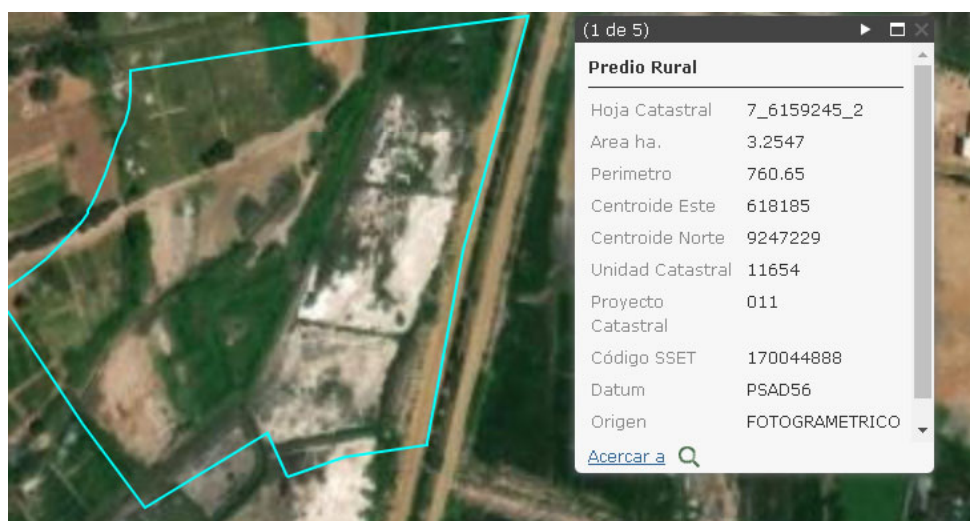 (1 de 5)
Predio Rural
Hoja Catastral 7_6159245_2
Area ha. 3.2547
Perimetro 760.65
Centroide Este 618185
Centroide Norte 9247229
Unidad Catastral 11654
Proyecto 011
Catastral
Código SSET 170044888
Datum PSAD56
Origen FOTOGRAMETRICO
Acercar a